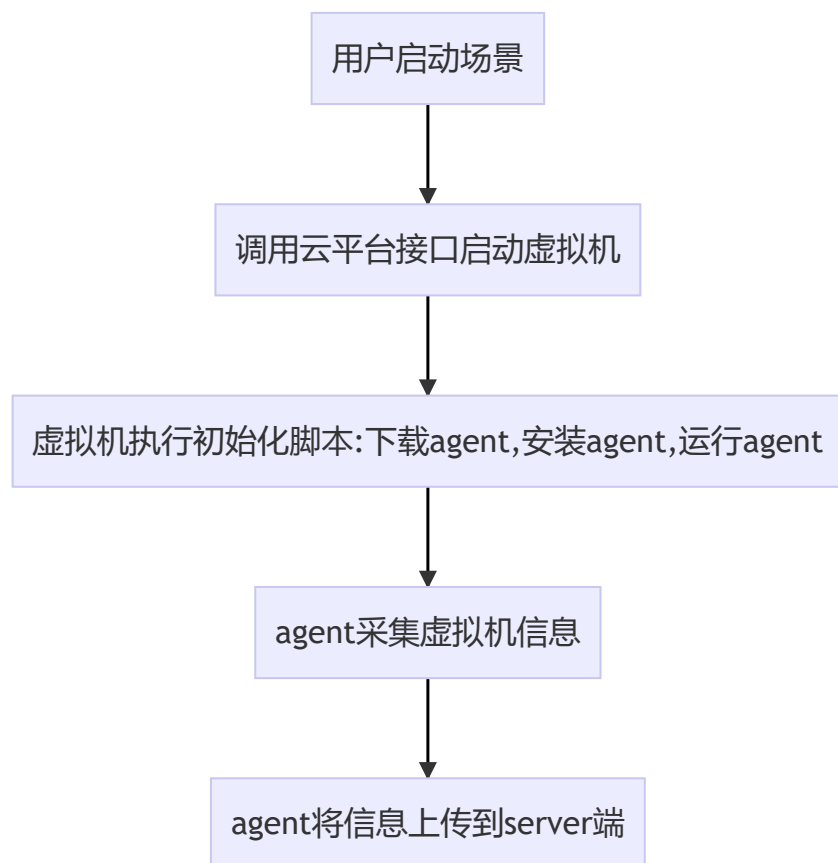 用户启动场景
调用云平台接口启动虚拟机
虚拟机执行初始化脚本:下载agent,安装agent,运行agent
agent采集虚拟机信息
agent将信息上传到server端